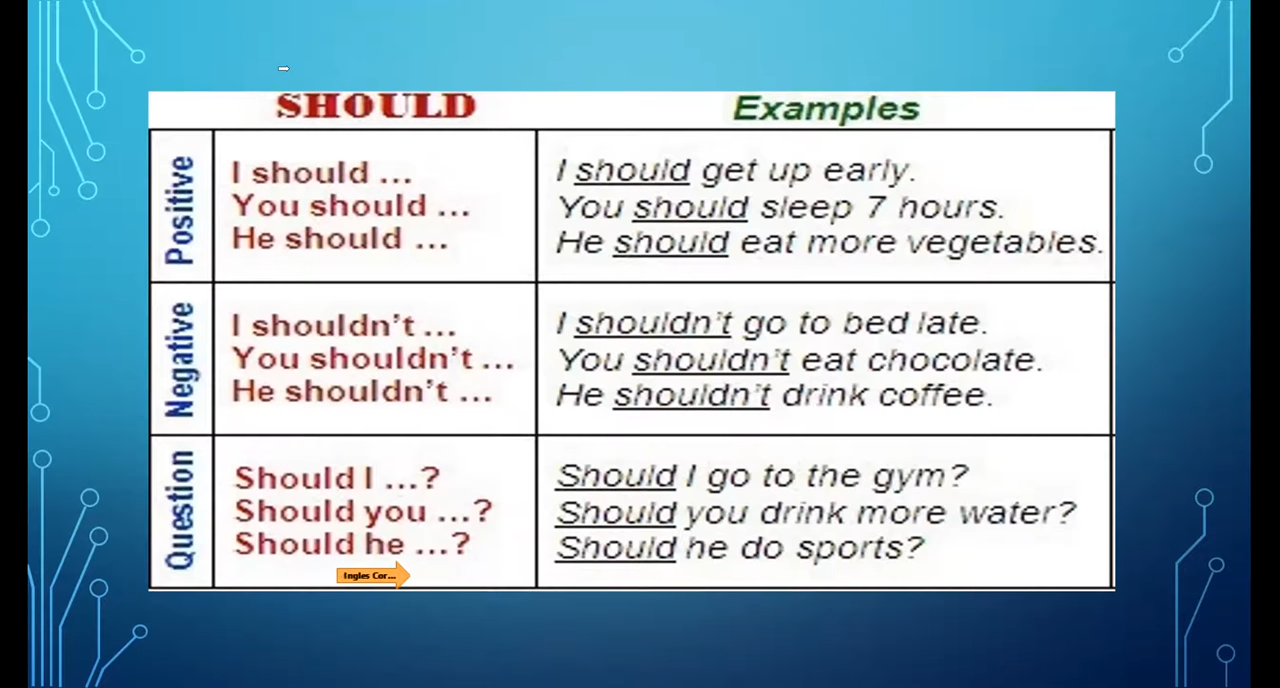 SHOULD
Examples
Positive
I should ...
You should ...
He should ...
I should get up early.
You should sleep 7 hours.
He should eat more vegetables.
Negative
I shouldn't ...
You shouldn't ...
He shouldn't ...
I shouldn't go to bed late.
You shouldn't eat chocolate.
He shouldn't drink coffee.
Question
Should I ...?
Should you ...?
Should he ...?
Should I go to the gym?
Should you drink more water?
Should he do sports?
Ingles Cor...